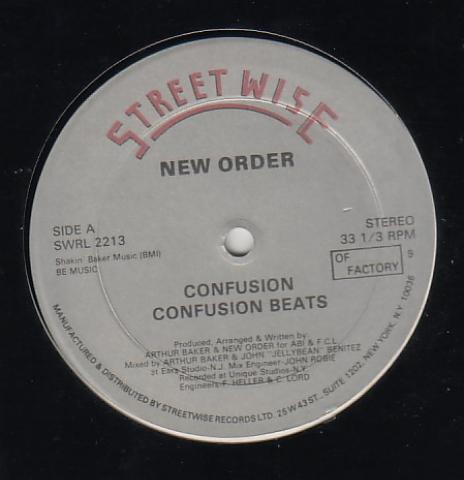 STREETWISE
NEW ORDER
SIDE A
SWRL 2213
Shakin' Baker Music (BMI)
BE MUSIC
STEREO
33 1/3 RPM
OF
FACTORY
9
CONFUSION
CONFUSION BEATS
Produced, Arranged & Written by
ARTHUR BAKER & NEW ORDER for ABI & F.C.L.
Mixed by ARTHUR BAKER & JOHN "JELLYBEAN" BENITEZ
at Ears Studio-N.J. Mix Engineer-JOHN ROBIE
Recorded at Unique Studios-N.Y.
Engineers-F. HELLER & C. LORD
MANUFACTURED & DISTRIBUTED BY STREETWISE RECORDS LTD. 25 W 43 ST., SUITE 1202, NEW YORK, N.Y. 10036